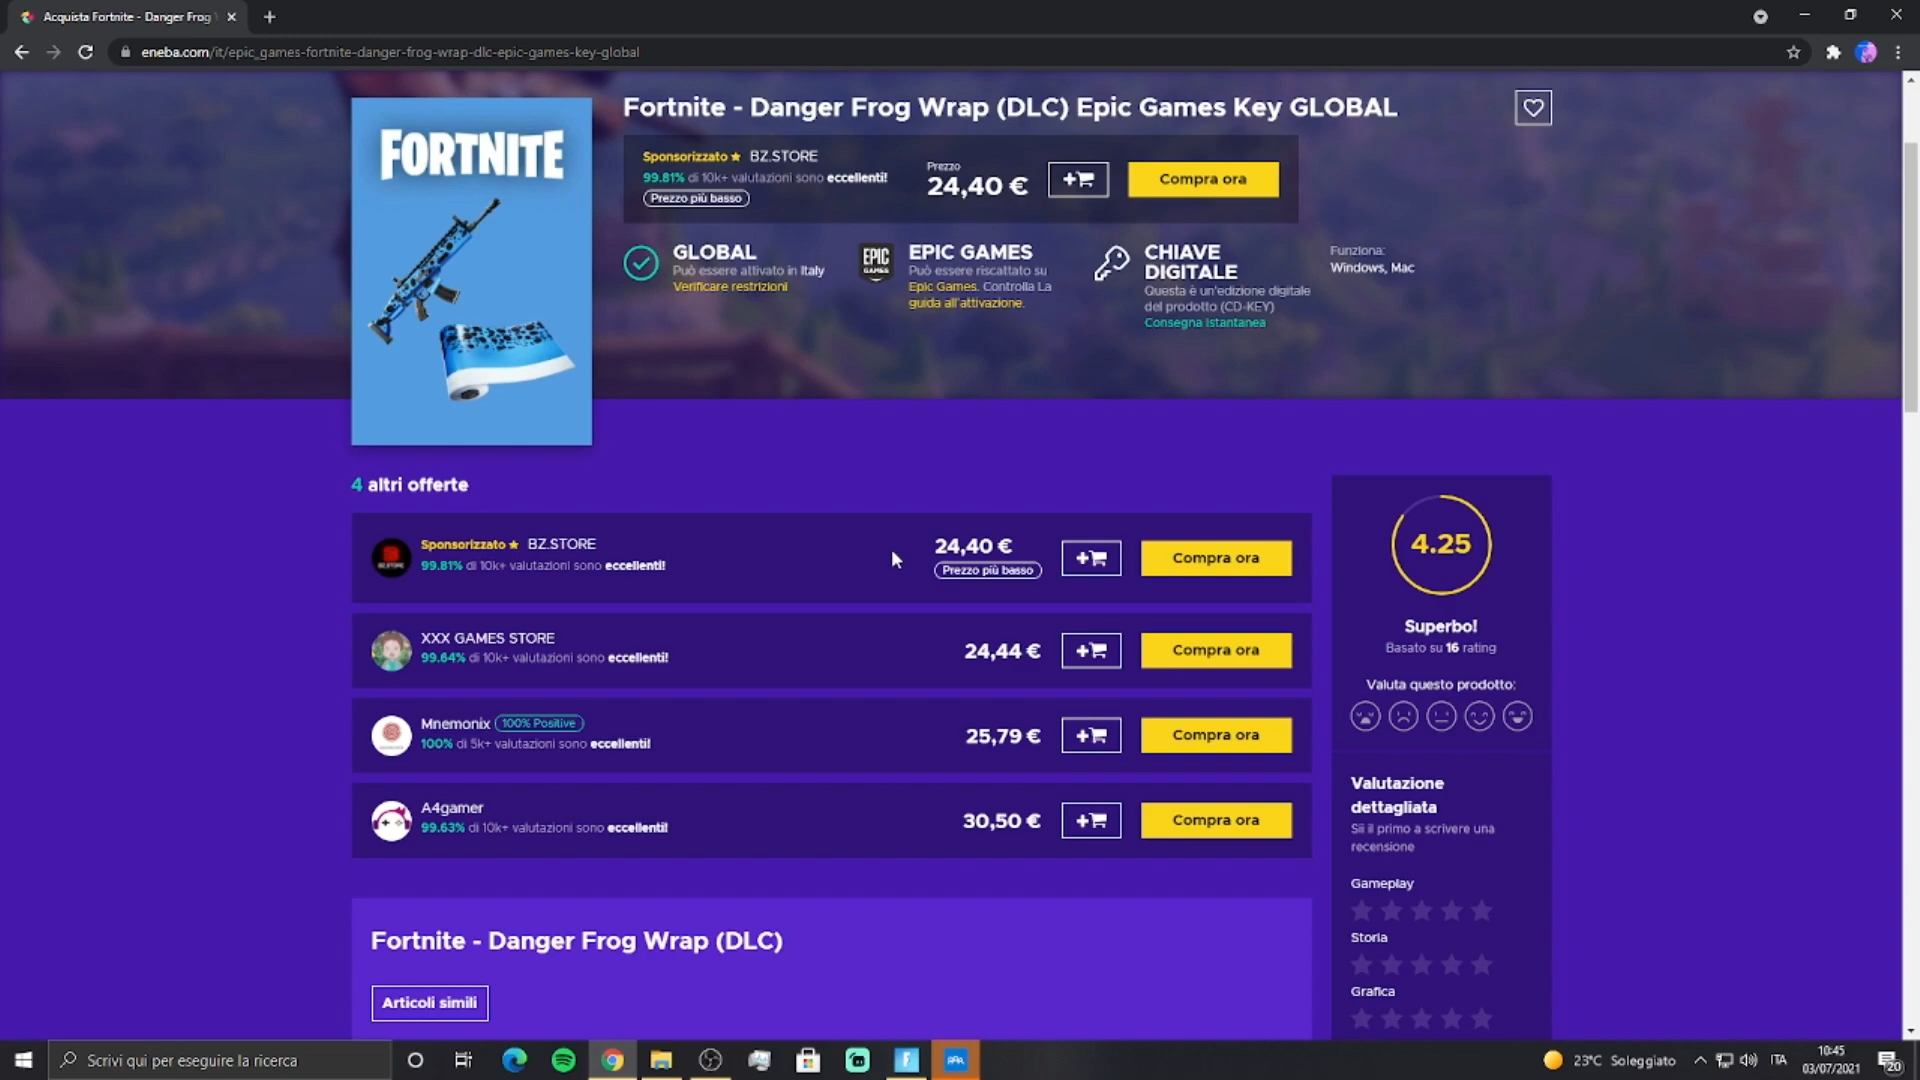 Acquista Fortnite - Danger Frog
eneba.com/it/epic_games-fortnite-danger-frog-wrap-dlc-epic-games-key-global
FORTNITE
Fortnite - Danger Frog Wrap (DLC) Epic Games Key GLOBAL
Sponsorizzato ★ BZ.STORE
99.81% di 10k+ valutazioni sono eccellenti!
Prezzo più basso
Prezzo
24,40 €
Compra ora
GLOBAL
Può essere attivato in Italy
Verificare restrizioni
EPIC GAMES
EPIC GAMES
Può essere riscattato su
Epic Games. Controlla La
guida all'attivazione.
CHIAVE
DIGITALE
Questa è un'edizione digitale
del prodotto (CD-KEY)
Consegna istantanea
Funziona:
Windows, Mac
4 altri offerte
Sponsorizzato ★ BZ.STORE
99.81% di 10k+ valutazioni sono eccellenti!
24,40 €
Prezzo più basso
Compra ora
XXX GAMES STORE
99.64% di 10k+ valutazioni sono eccellenti!
24,44 €
Compra ora
Mnemonix 100% Positive
100% di 5k+ valutazioni sono eccellenti!
25,79 €
Compra ora
A4gamer
99.63% di 10k+ valutazioni sono eccellenti!
30,50 €
Compra ora
4.25
Superbo!
Basato su 16 rating
Valuta questo prodotto:
Valutazione
dettagliata
Sii il primo a scrivere una
recensione
Gameplay
Storia
Grafica
Fortnite - Danger Frog Wrap (DLC)
Articoli simili
Scrivi qui per eseguire la ricerca
23°C Soleggiato
ITA
10:45
03/07/2021
20